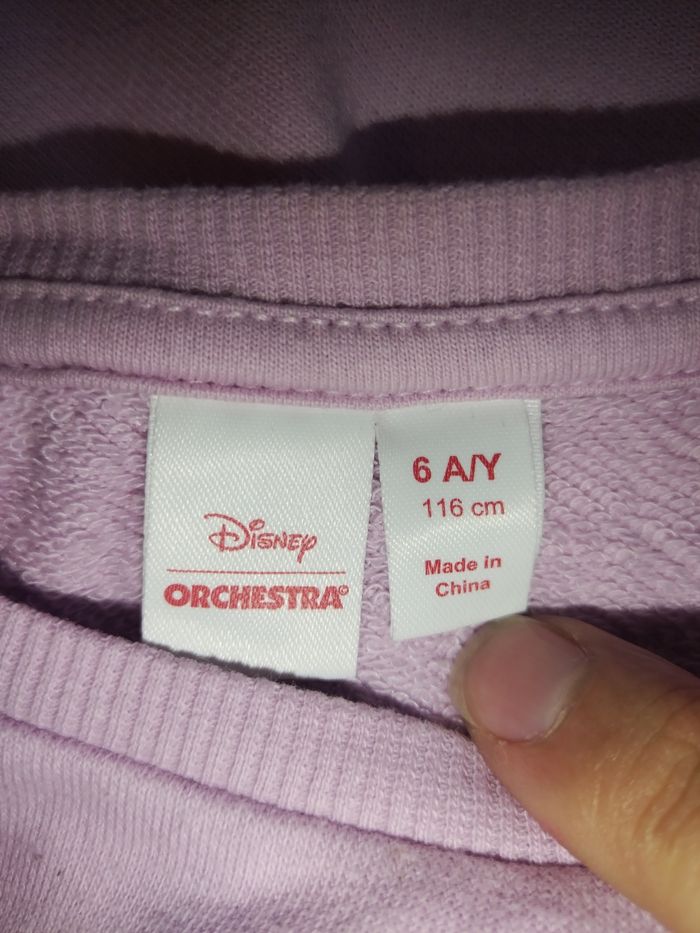 Disney
ORCHESTRA®
6 A/Y
116 cm
Made in
China